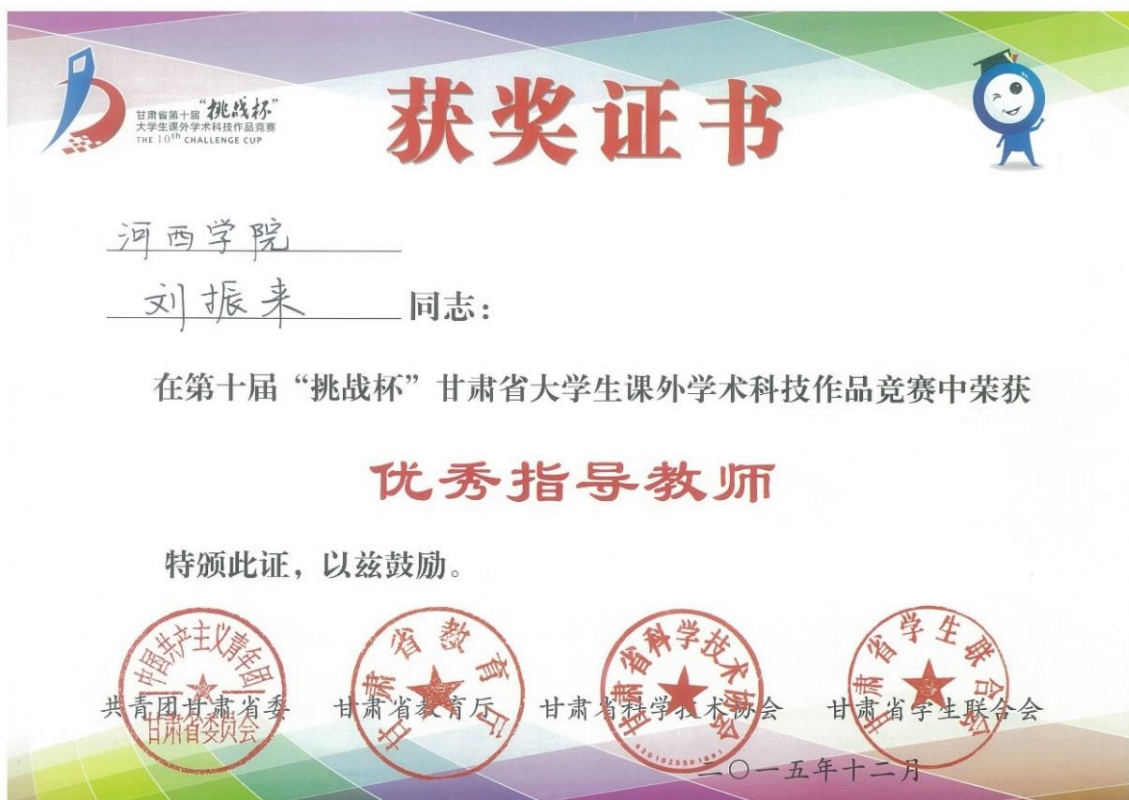 甘肃省第十届“挑战杯”
大学生课外学术科技作品竞赛
THE 10th CHALLENGE CUP
获奖证书
河西学院
刘振来 同志：
在第十届“挑战杯”甘肃省大学生课外学术科技作品竞赛中荣获
优秀指导教师
特颁此证，以兹鼓励。
中国共产主义青年团
甘肃省委员会
甘肃省教育厅
甘肃省科学技术协会
甘肃省学生联合会
共青团甘肃省委 甘肃省教育厅 甘肃省科学技术协会 甘肃省学生联合会
二〇一五年十二月